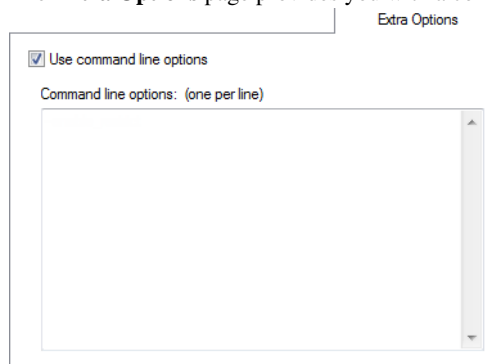 Extra Options
Use command line options
Command line options: (one per line)